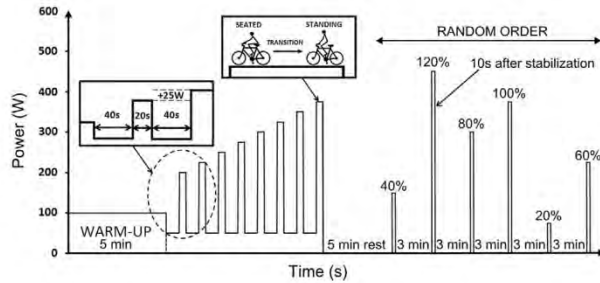 600
500
400
300
200
100
0
Power (W)
Time (s)
WARM-UP
5 min
40s
20s
40s
+25W
SEATED
STANDING
TRANSITION
RANDOM ORDER
10s after stabilization
5 min rest
40%
3 min
120%
3 min
80%
3 min
100%
3 min
20%
3 min
60%